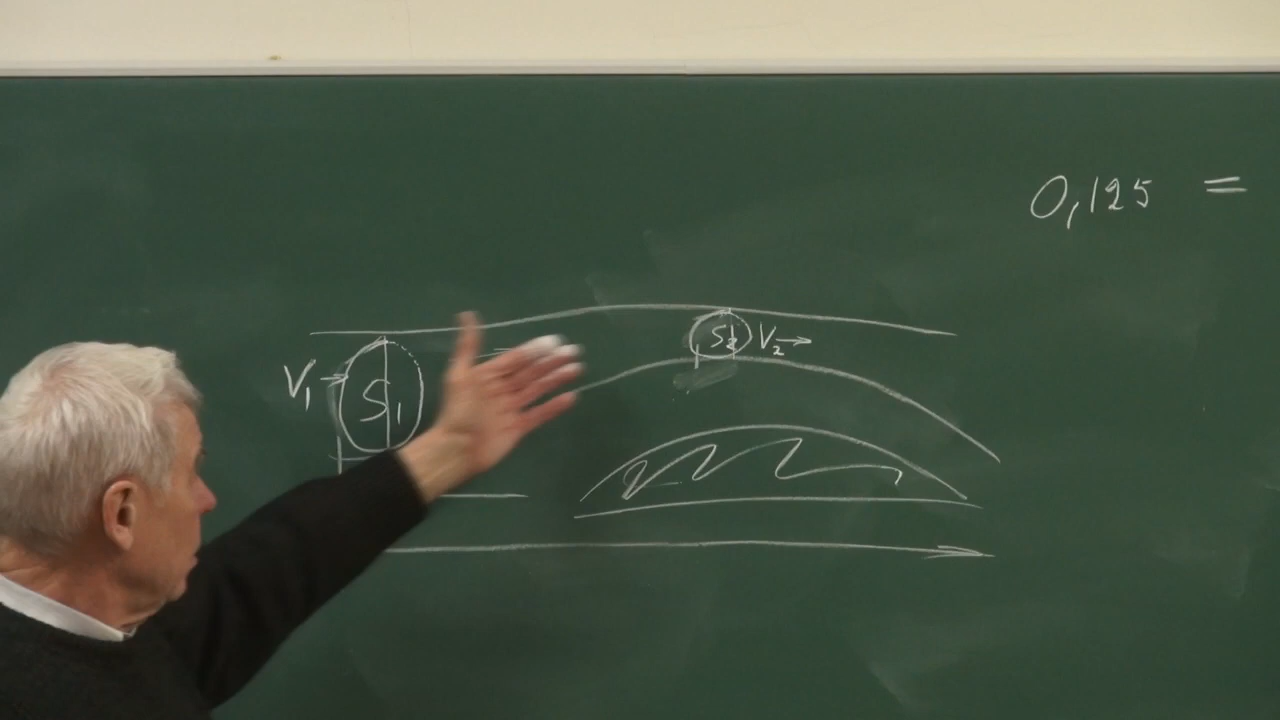 0,125 =
V₁ S₁ S₂ V₂